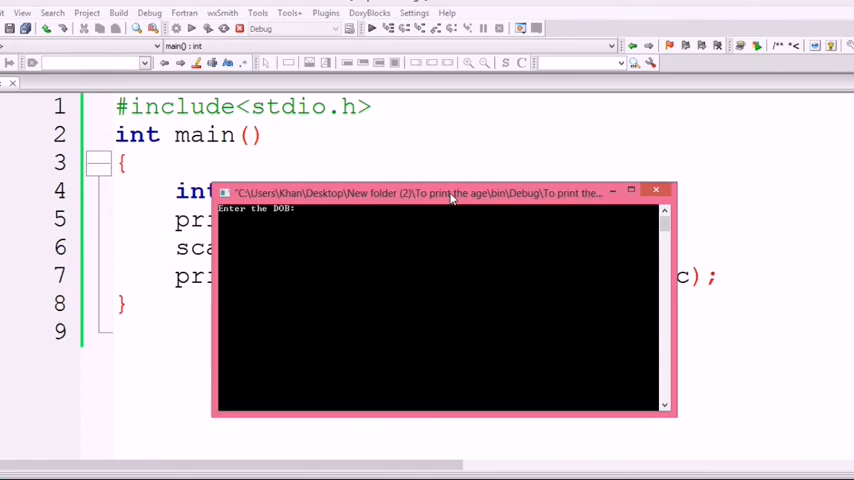 it View Search Project Build Debug Fortran wxSmith Tools Tools+ Plugins DoxyBlocks Settings Help
Debug
main() : int
/** *<
S C
1 #include<stdio.h>
2 int main()
3 {
4 int
5 pri
6 sca
7 pri c);
8 }
9
"C:\Users\Khan\Desktop\New folder (2)\To print the age\bin\Debug\To print the...
Enter the DOB: